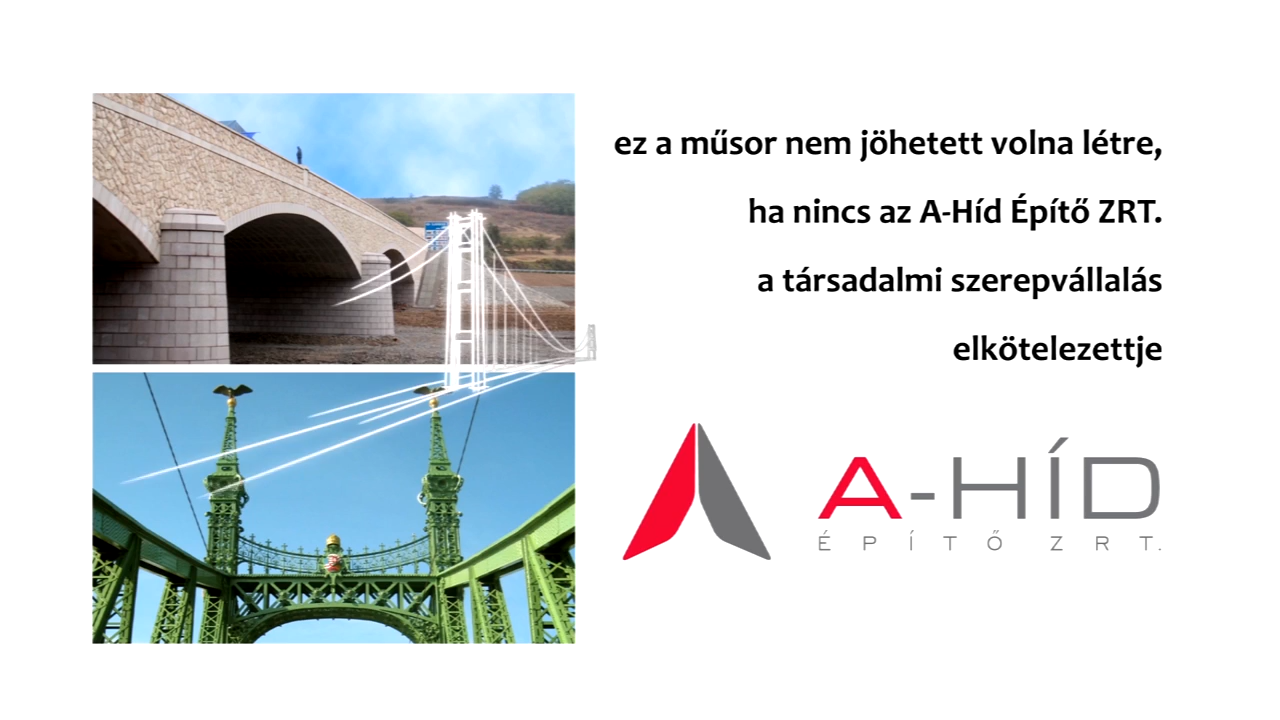 ez a műsor nem jöhetett volna létre,
ha nincs az A-Híd Építő ZRT.
a társadalmi szerepvállalás
elkötelezettje
A-HÍD
ÉPÍTŐ ZRT.